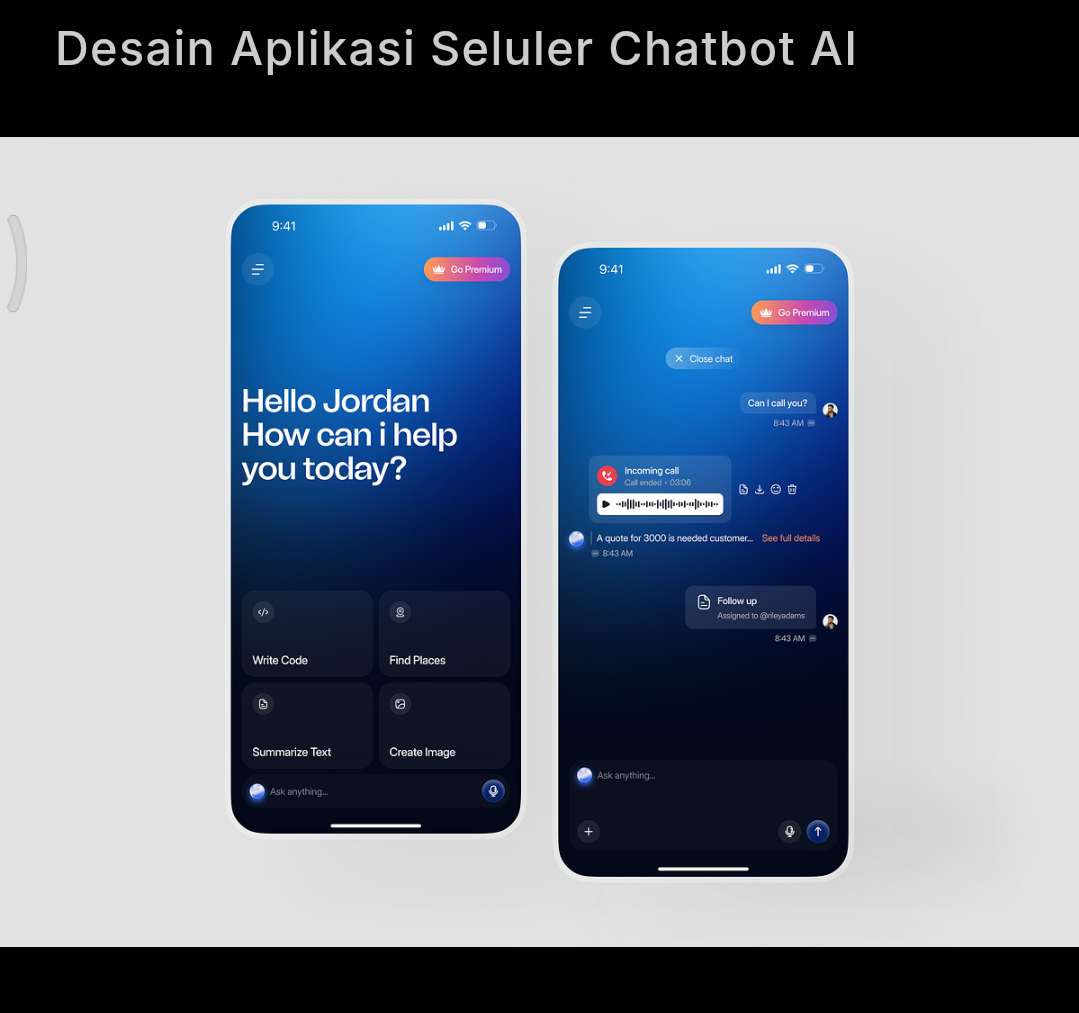 Desain Aplikasi Seluler Chatbot AI
9:41
Go Premium
Hello Jordan
How can i help
you today?
Write Code
Find Places
Summarize Text
Create Image
Ask anything...
9:41
Go Premium
Close chat
Can I call you?
8:43 AM
Incoming call
Call ended • 03:06
A quote for 3000 is needed customer... See full details
8:43 AM
Follow up
Assigned to @rileyadams
8:43 AM
Ask anything...